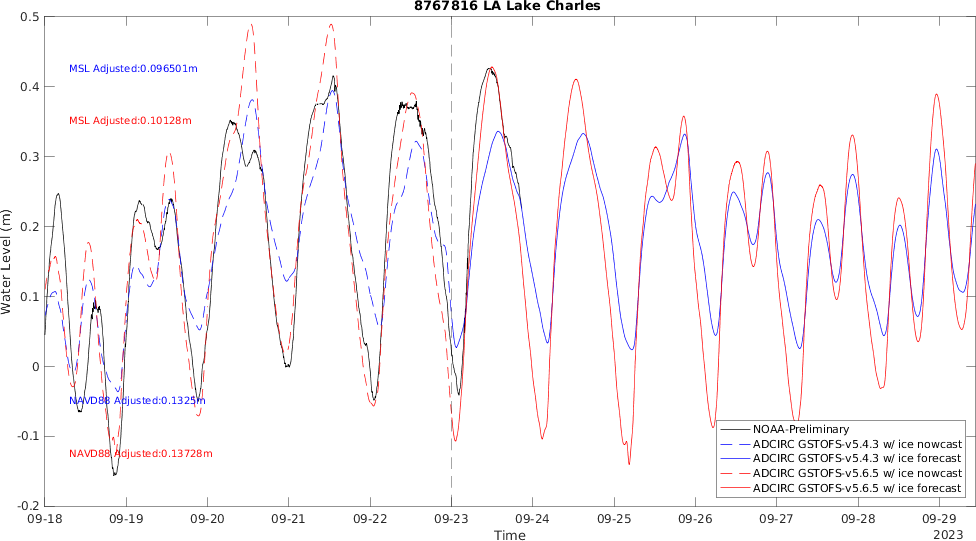 8767816 LA Lake Charles
0.5
0.4
0.3
0.2
0.1
0
-0.1
-0.2
Water Level (m)
MSL Adjusted:0.096501m
MSL Adjusted:0.10128m
NAVD88 Adjusted:0.1325m
NAVD88 Adjusted:0.13728m
NOAA-Preliminary
ADCIRC GSTOFS-v5.4.3 w/ ice nowcast
ADCIRC GSTOFS-v5.4.3 w/ ice forecast
ADCIRC GSTOFS-v5.6.5 w/ ice nowcast
ADCIRC GSTOFS-v5.6.5 w/ ice forecast
09-18 09-19 09-20 09-21 09-22 09-23 09-24 09-25 09-26 09-27 09-28 09-29
Time
2023